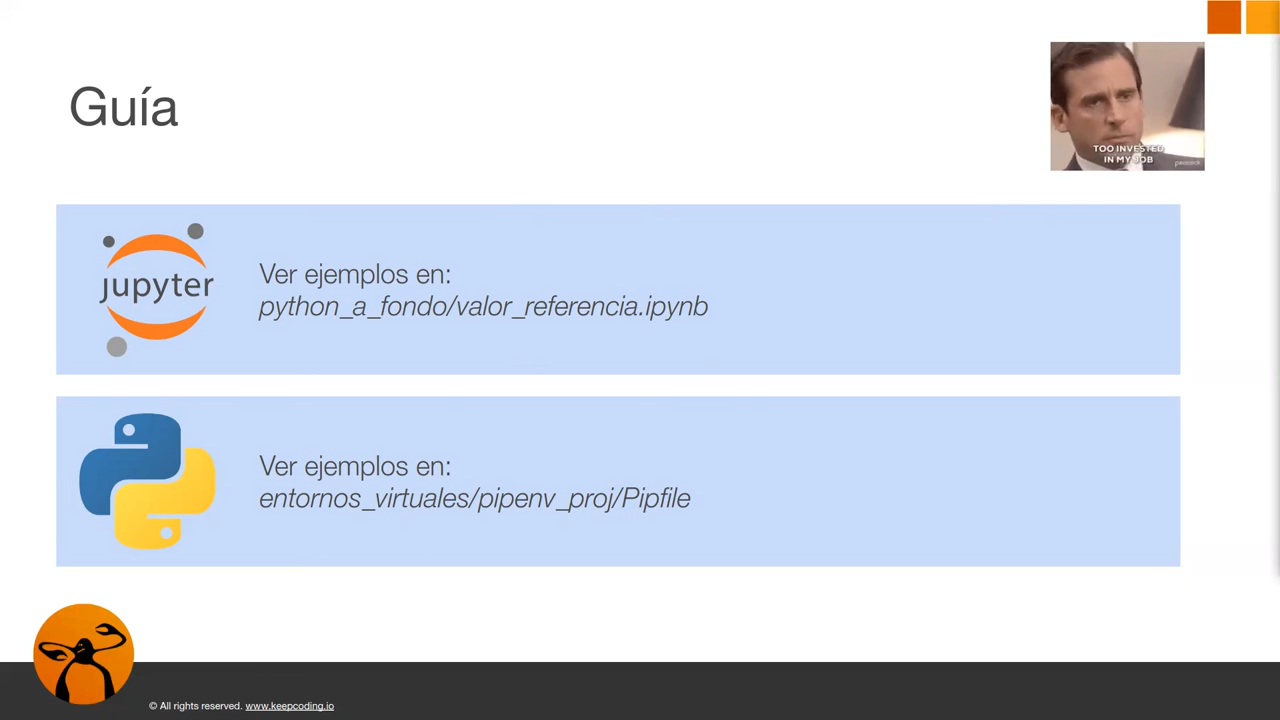 Guía
TOO INVESTED
IN MY JOB
peacock
jupyter
Ver ejemplos en:
python_a_fondo/valor_referencia.ipynb
Ver ejemplos en:
entornos_virtuales/pipenv_proj/Pipfile
© All rights reserved. www.keepcoding.io